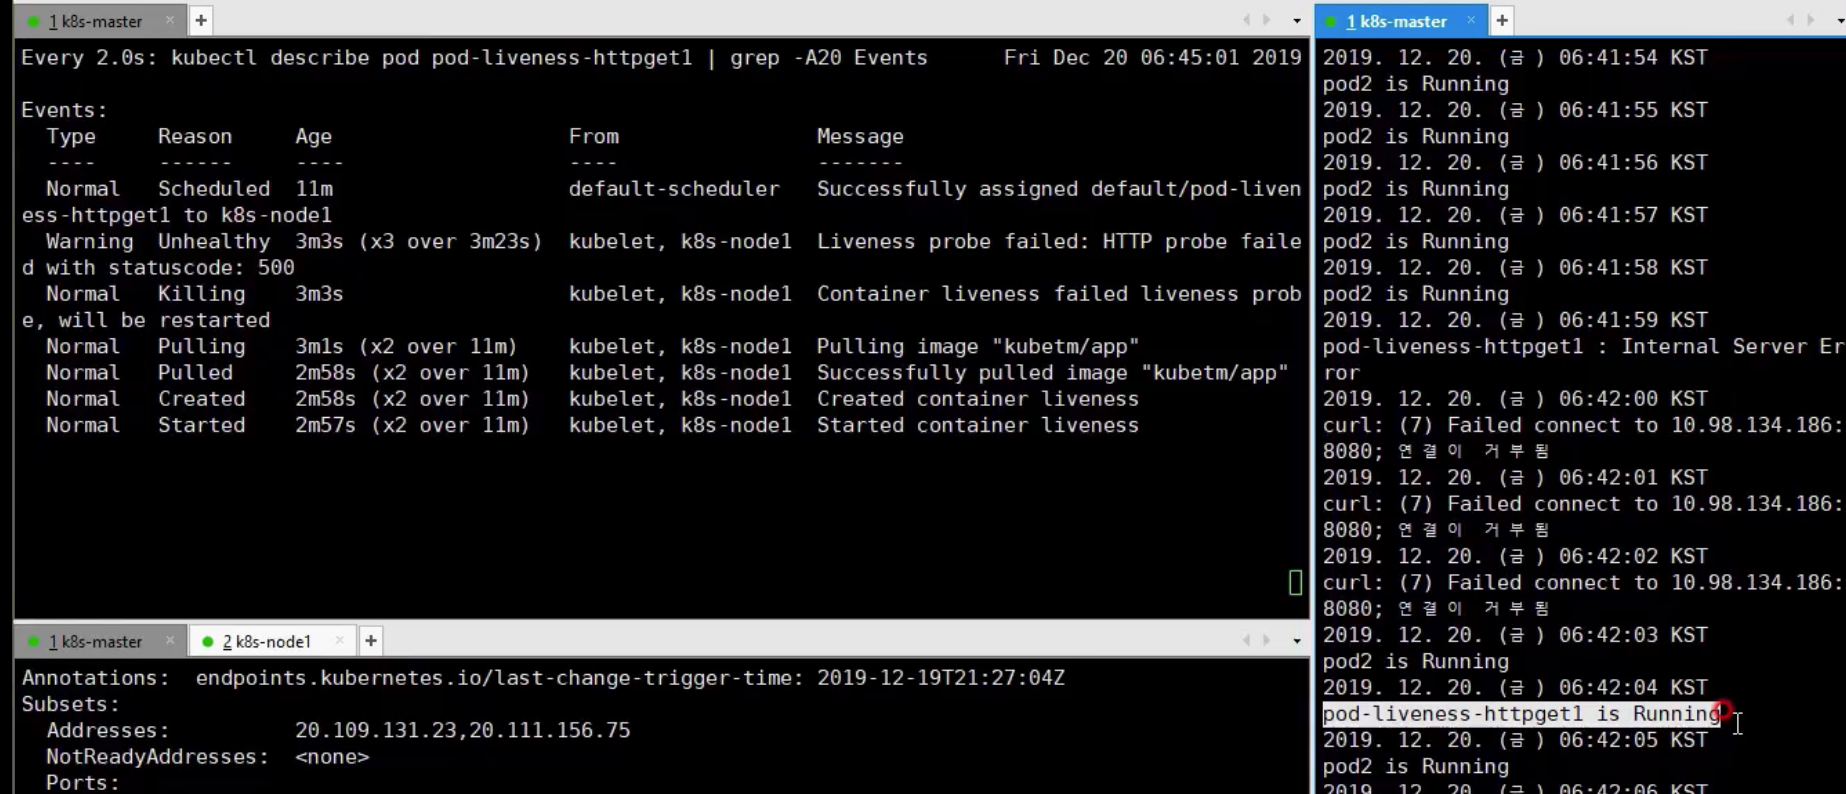 1 k8s-master × +
Every 2.0s: kubectl describe pod pod-liveness-httpget1 | grep -A20 Events Fri Dec 20 06:45:01 2019
Events:
Type Reason Age From Message
---- ------ ---- ---- -------
Normal Scheduled 11m default-scheduler Successfully assigned default/pod-liven
ess-httpget1 to k8s-node1
Warning Unhealthy 3m3s (x3 over 3m23s) kubelet, k8s-node1 Liveness probe failed: HTTP probe faile
d with statuscode: 500
Normal Killing 3m3s kubelet, k8s-node1 Container liveness failed liveness prob
e, will be restarted
Normal Pulling 3m1s (x2 over 11m) kubelet, k8s-node1 Pulling image "kubetm/app"
Normal Pulled 2m58s (x2 over 11m) kubelet, k8s-node1 Successfully pulled image "kubetm/app"
Normal Created 2m58s (x2 over 11m) kubelet, k8s-node1 Created container liveness
Normal Started 2m57s (x2 over 11m) kubelet, k8s-node1 Started container liveness
1 k8s-master × 2 k8s-node1 × +
Annotations: endpoints.kubernetes.io/last-change-trigger-time: 2019-12-19T21:27:04Z
Subsets:
Addresses: 20.109.131.23,20.111.156.75
NotReadyAddresses: <none>
Ports:
1 k8s-master × +
2019. 12. 20. (금) 06:41:54 KST
pod2 is Running
2019. 12. 20. (금) 06:41:55 KST
pod2 is Running
2019. 12. 20. (금) 06:41:56 KST
pod2 is Running
2019. 12. 20. (금) 06:41:57 KST
pod2 is Running
2019. 12. 20. (금) 06:41:58 KST
pod2 is Running
2019. 12. 20. (금) 06:41:59 KST
pod-liveness-httpget1 : Internal Server Er
ror
2019. 12. 20. (금) 06:42:00 KST
curl: (7) Failed connect to 10.98.134.186:
8080; 연결이 거부됨
2019. 12. 20. (금) 06:42:01 KST
curl: (7) Failed connect to 10.98.134.186:
8080; 연결이 거부됨
2019. 12. 20. (금) 06:42:02 KST
curl: (7) Failed connect to 10.98.134.186:
8080; 연결이 거부됨
2019. 12. 20. (금) 06:42:03 KST
pod2 is Running
2019. 12. 20. (금) 06:42:04 KST
pod-liveness-httpget1 is Running
2019. 12. 20. (금) 06:42:05 KST
pod2 is Running
2019. 12. 20. (금) 06:42:06 KST